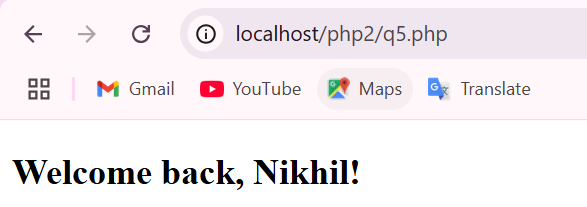 localhost/php2/q5.php
Gmail YouTube Maps Translate
Welcome back, Nikhil!